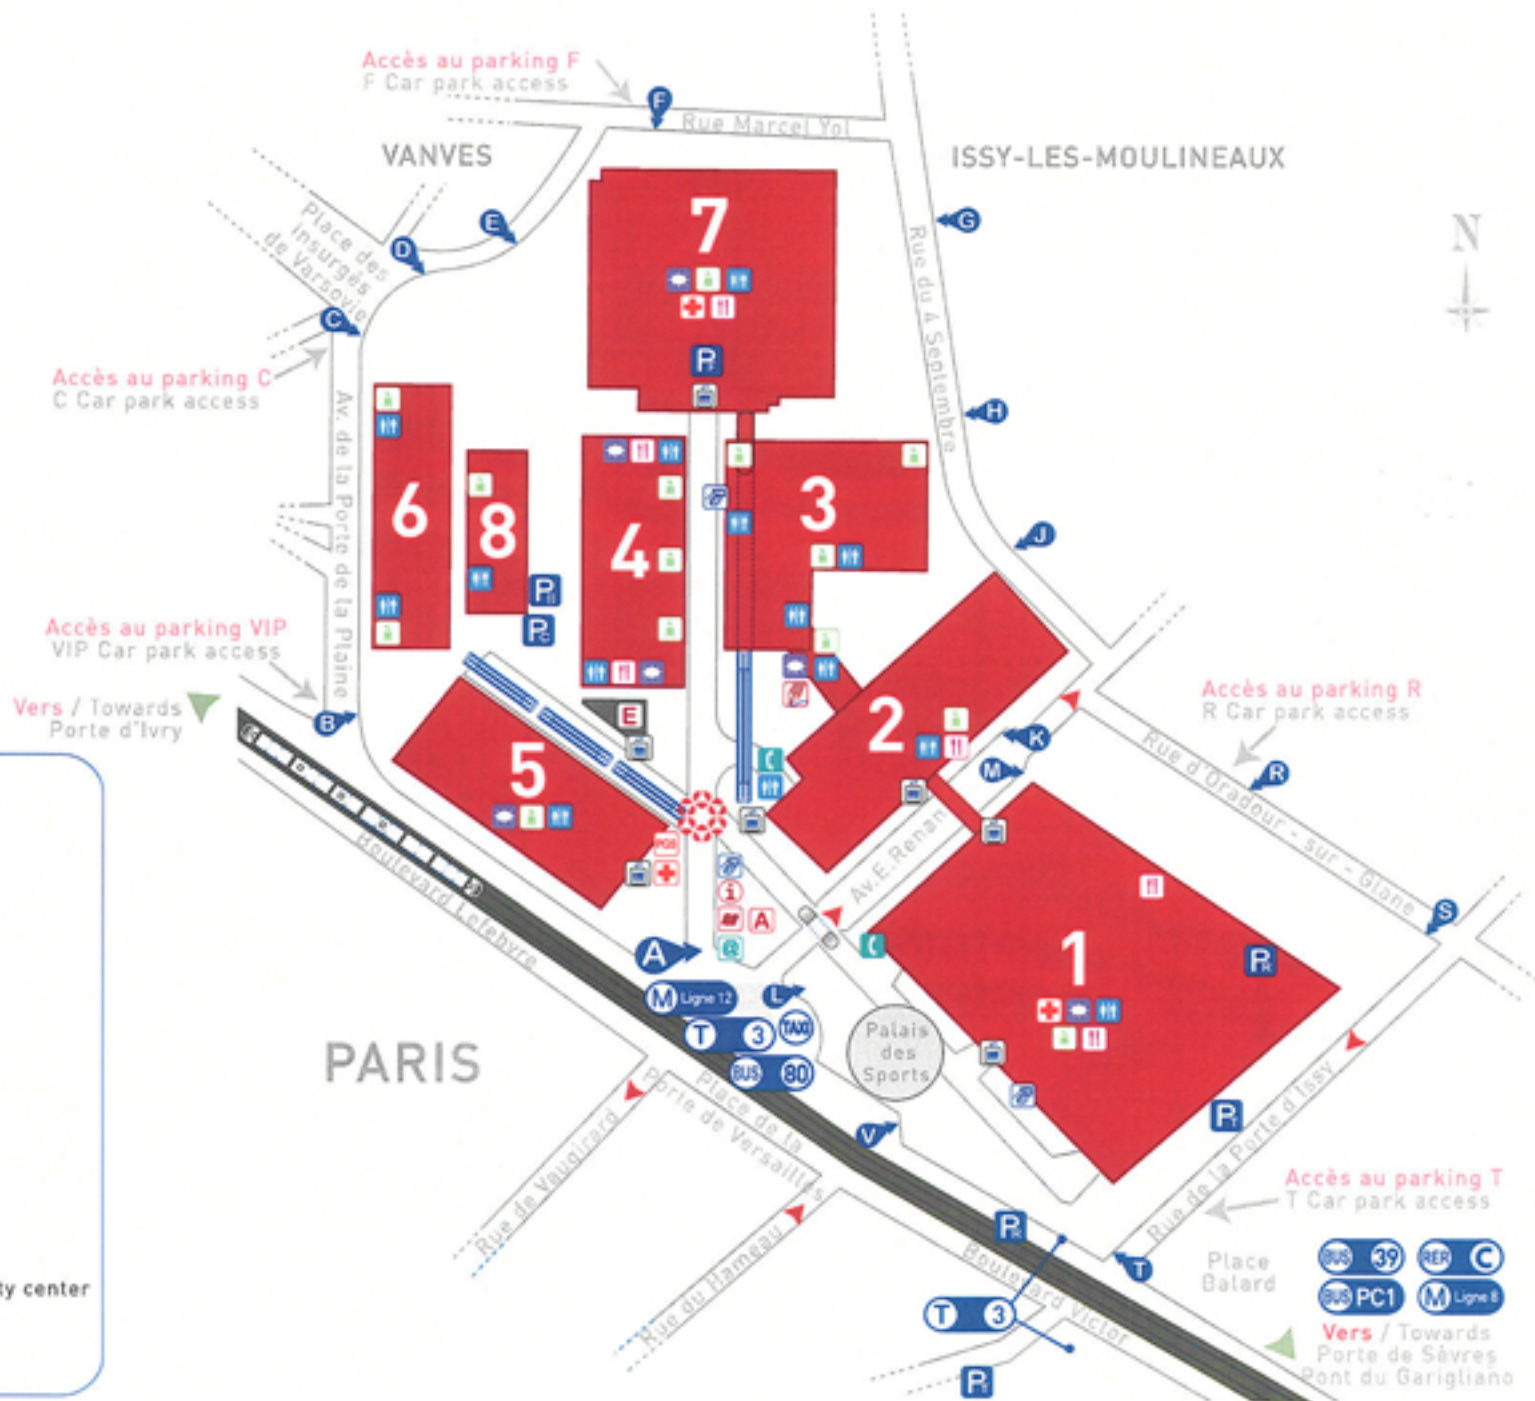 Accès au parking F
F Car park access
F
Rue Marcel Yol
VANVES
ISSY-LES-MOULINEAUX
Place des
insurgés
de Varsovie
D
E
G
N
7
Rue du 4 Septembre
C
Accès au parking C
C Car park access
P
H
Av. de la Porte de la Plaine
6
8
4
3
J
P
P
Accès au parking VIP
VIP Car park access
Vers / Towards
Porte d'Ivry
B
E
2
K
M
Accès au parking R
R Car park access
Rue d'Oradour - sur - Glane
R
5
PGS
i
A
Av.E.Renan
S
Boulevard Lefebvre
A
M Ligne 12
L
T 3
TAXI
BUS 80
1
PR
Palais
des
Sports
PARIS
Place de la
Porte de Versailles
V
Rue de Vaugirard
Rue du Hameau
PR
Boulevard Victor
T 3
P
P
Rue de la Porte d'Issy
Accès au parking T
T Car park access
T
Place
Balard
BUS 39
RER C
BUS PC1
M Ligne 8
Vers / Towards
Porte de Sèvres
Pont du Garigliano
ty center